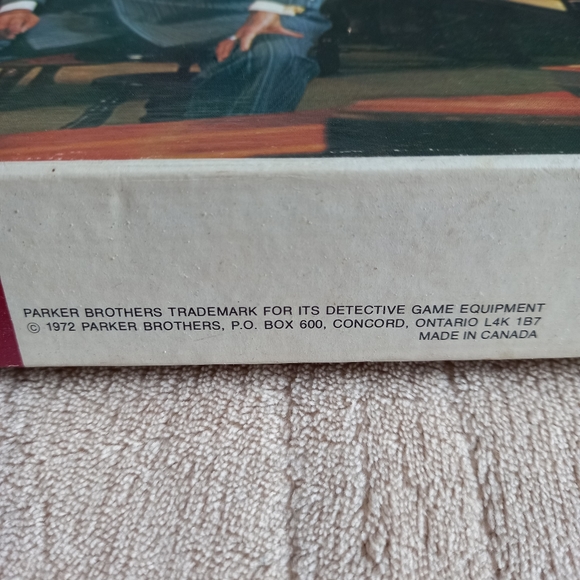 PARKER BROTHERS TRADEMARK FOR ITS DETECTIVE GAME EQUIPMENT
© 1972 PARKER BROTHERS, P.O. BOX 600, CONCORD, ONTARIO L4K 1B7
MADE IN CANADA